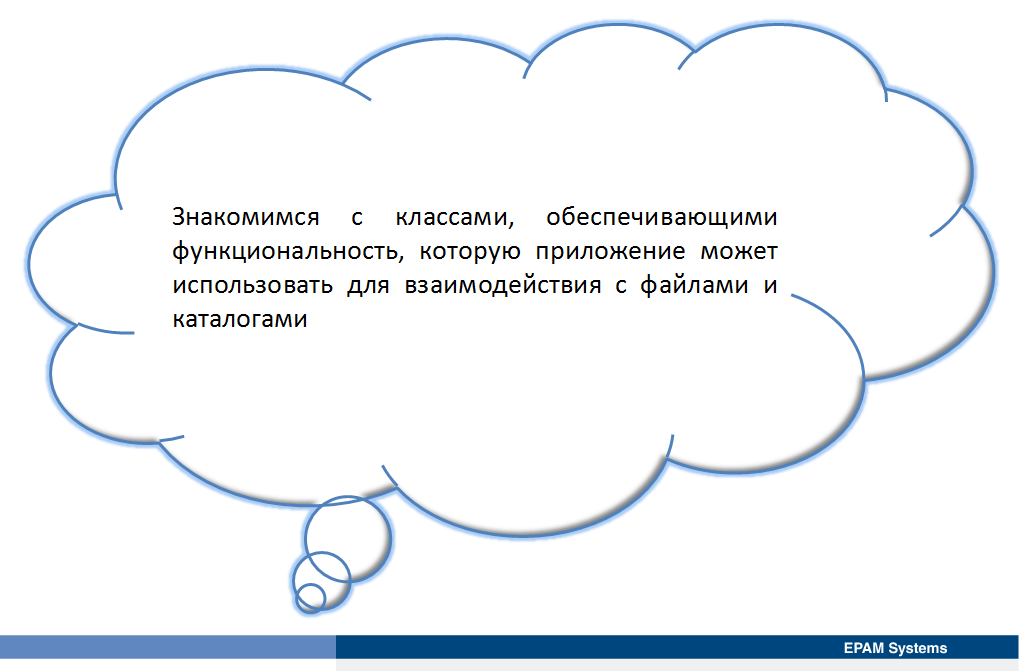 Знакомимся с классами, обеспечивающими
функциональность, которую приложение может
использовать для взаимодействия с файлами и
каталогами
EPAM Systems